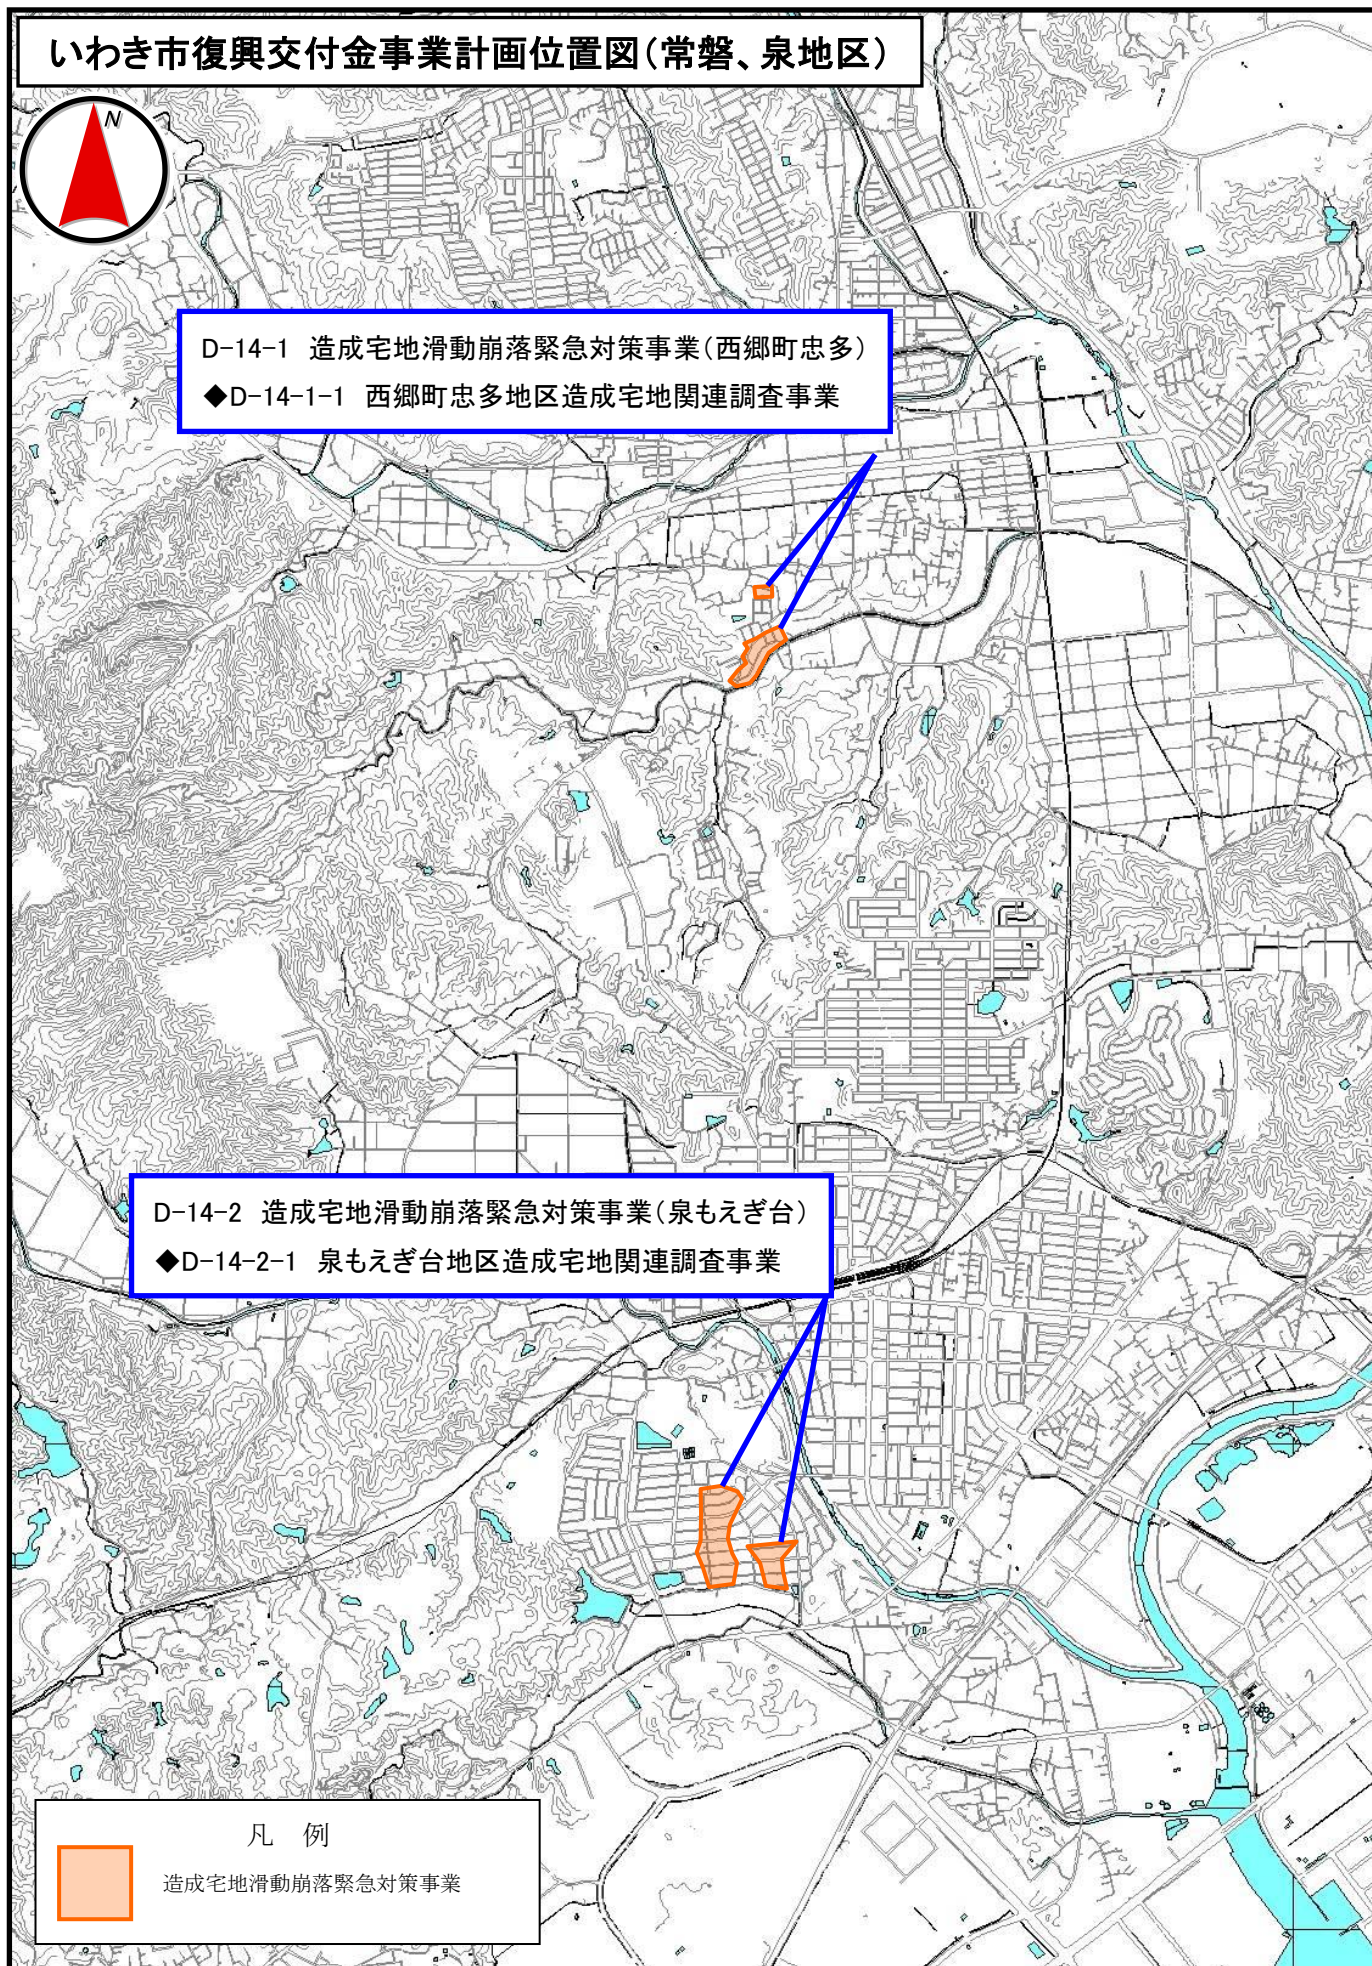 いわき市復興交付金事業計画位置図（常磐、泉地区）
N
D-14-1 造成宅地滑動崩落緊急対策事業（西郷町忠多）
◆D-14-1-1 西郷町忠多地区造成宅地関連調査事業
D-14-2 造成宅地滑動崩落緊急対策事業（泉もえぎ台）
◆D-14-2-1 泉もえぎ台地区造成宅地関連調査事業
凡 例
造成宅地滑動崩落緊急対策事業